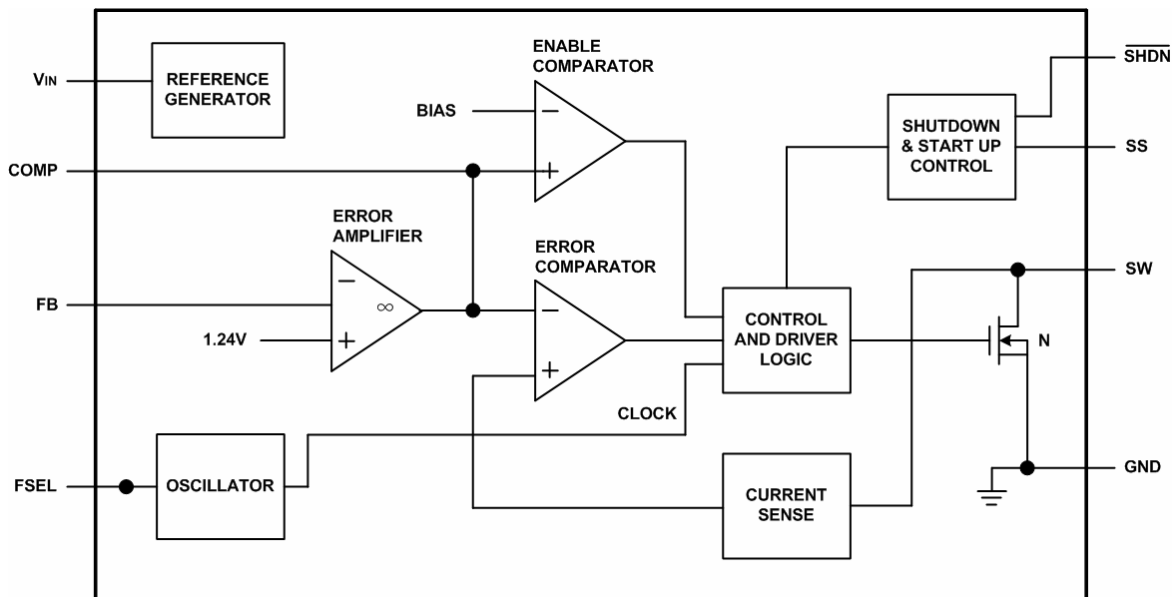 ENABLE
COMPARATOR
SHDN
VIN
REFERENCE
GENERATOR
BIAS
−
SHUTDOWN
& START UP
CONTROL
SS
COMP
+
ERROR
AMPLIFIER
ERROR
COMPARATOR
SW
FB
−
∞
−
1.24V
+
CONTROL
AND DRIVER
LOGIC
N
+
CLOCK
FSEL
OSCILLATOR
CURRENT
SENSE
GND